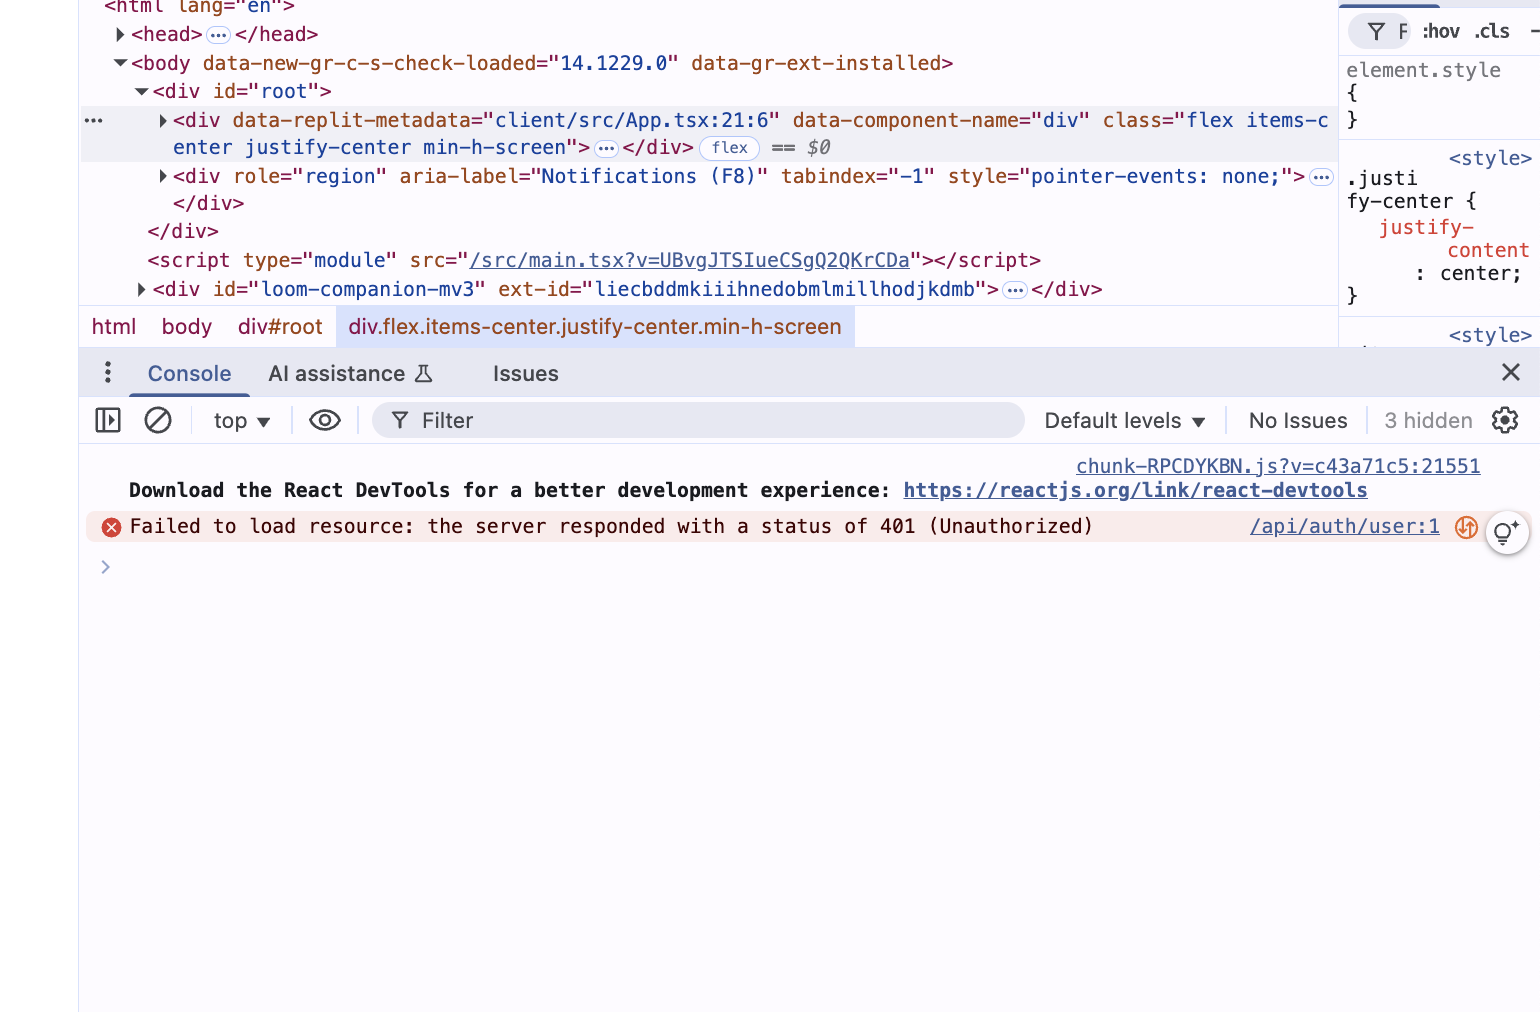 <html lang="en">
<head> ••• </head>
<body data-new-gr-c-s-check-loaded="14.1229.0" data-gr-ext-installed>
<div id="root">
••• <div data-replit-metadata="client/src/App.tsx:21:6" data-component-name="div" class="flex items-c
enter justify-center min-h-screen"> ••• </div> flex == $0
<div role="region" aria-label="Notifications (F8)" tabindex="-1" style="pointer-events: none;"> •••
</div>
</div>
<script type="module" src="/src/main.tsx?v=UBvgJTSIueCSgQ2QKrCDa"></script>
<div id="loom-companion-mv3" ext-id="liecbddmkiiihnedobmlmillhodjkdmb"> ••• </div>
html body div#root div.flex.items-center.justify-center.min-h-screen
:hov .cls
element.style
{
}
<style>
.justi
fy-center {
justify-
content
: center;
}
<style>
Console AI assistance Issues
top Filter Default levels No Issues 3 hidden
chunk-RPCDYKBN.js?v=c43a71c5:21551
Download the React DevTools for a better development experience: https://reactjs.org/link/react-devtools
Failed to load resource: the server responded with a status of 401 (Unauthorized) /api/auth/user:1